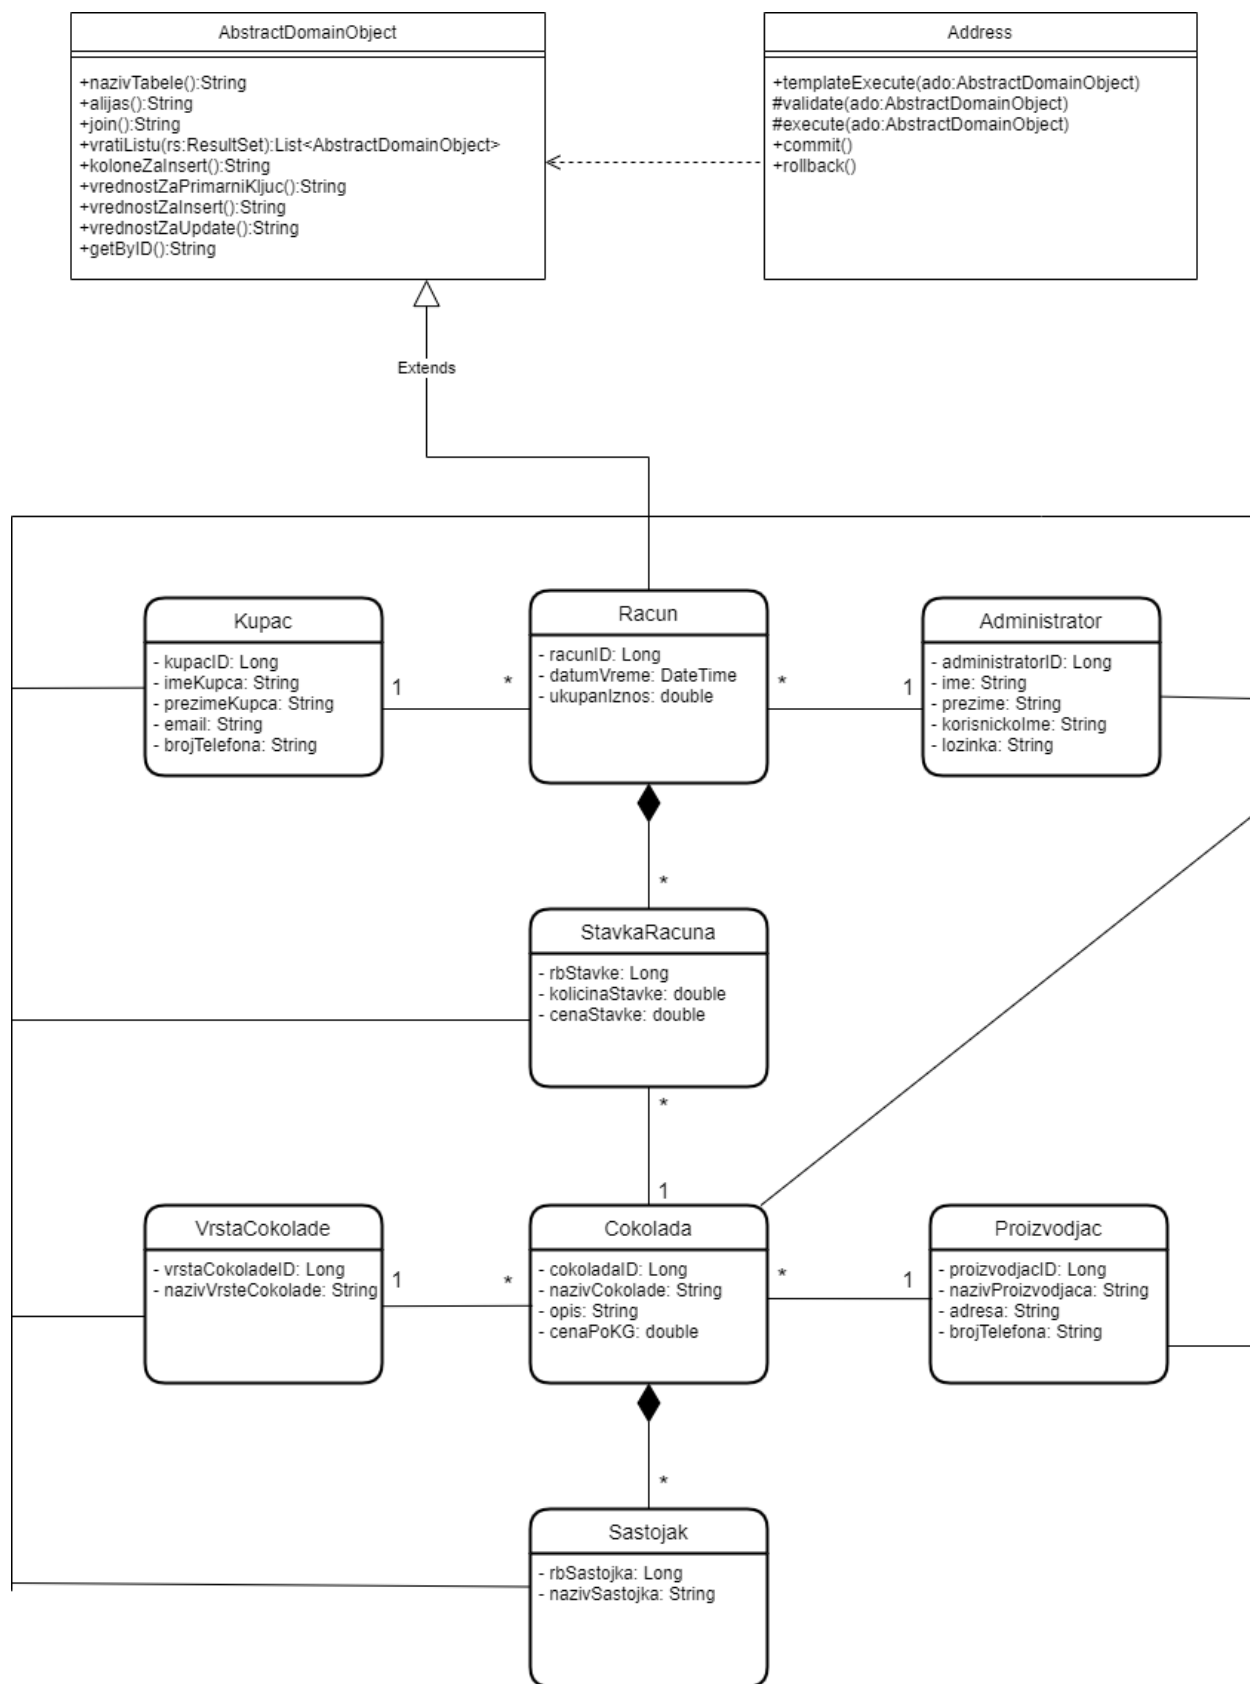 AbstractDomainObject
+nazivTabele():String
+alijas():String
+join():String
+vratiListu(rs:ResultSet):List<AbstractDomainObject>
+koloneZaInsert():String
+vrednostZaPrimarniKljuc():String
+vrednostZaInsert():String
+vrednostZaUpdate():String
+getByID():String
Address
+templateExecute(ado:AbstractDomainObject)
#validate(ado:AbstractDomainObject)
#execute(ado:AbstractDomainObject)
+commit()
+rollback()
Extends
Kupac
- kupacID: Long
- imeKupca: String
- prezimeKupca: String
- email: String
- brojTelefona: String
1
*
Racun
- racunID: Long
- datumVreme: DateTime
- ukupanIznos: double
*
1
Administrator
- administratorID: Long
- ime: String
- prezime: String
- korisnickoIme: String
- lozinka: String
*
StavkaRacuna
- rbStavke: Long
- kolicinaStavke: double
- cenaStavke: double
*
1
VrstaCokolade
- vrstaCokoladeID: Long
- nazivVrsteCokolade: String
1
*
Cokolada
- cokoladaID: Long
- nazivCokolade: String
- opis: String
- cenaPoKG: double
*
1
Proizvodjac
- proizvodjacID: Long
- nazivProizvodjaca: String
- adresa: String
- brojTelefona: String
*
Sastojak
- rbSastojka: Long
- nazivSastojka: String